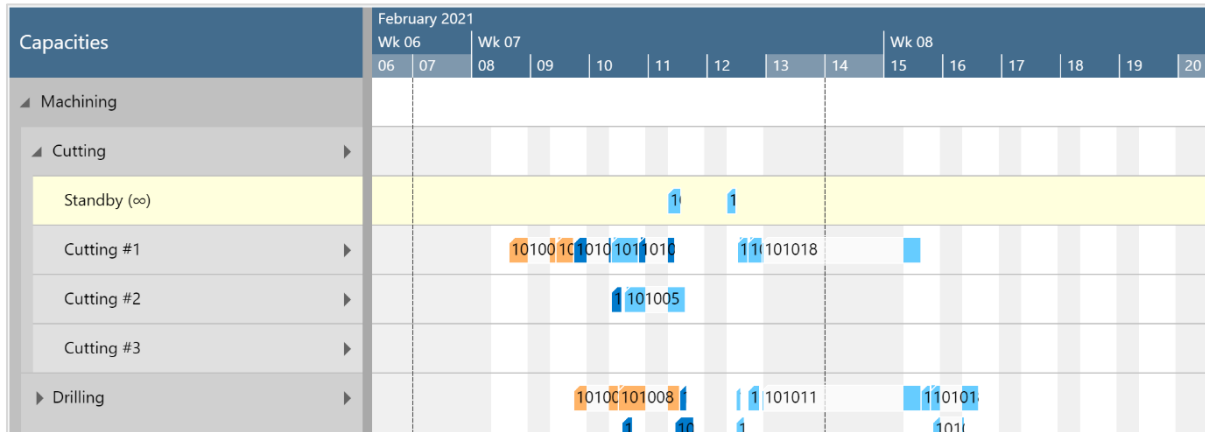 February 2021
Capacities
Wk 06 Wk 07 Wk 08
06 07 08 09 10 11 12 13 14 15 16 17 18 19 20
Machining
Cutting
Standby (∞)
Cutting #1 101018
Cutting #2 101005
Cutting #3
Drilling 101008 101011